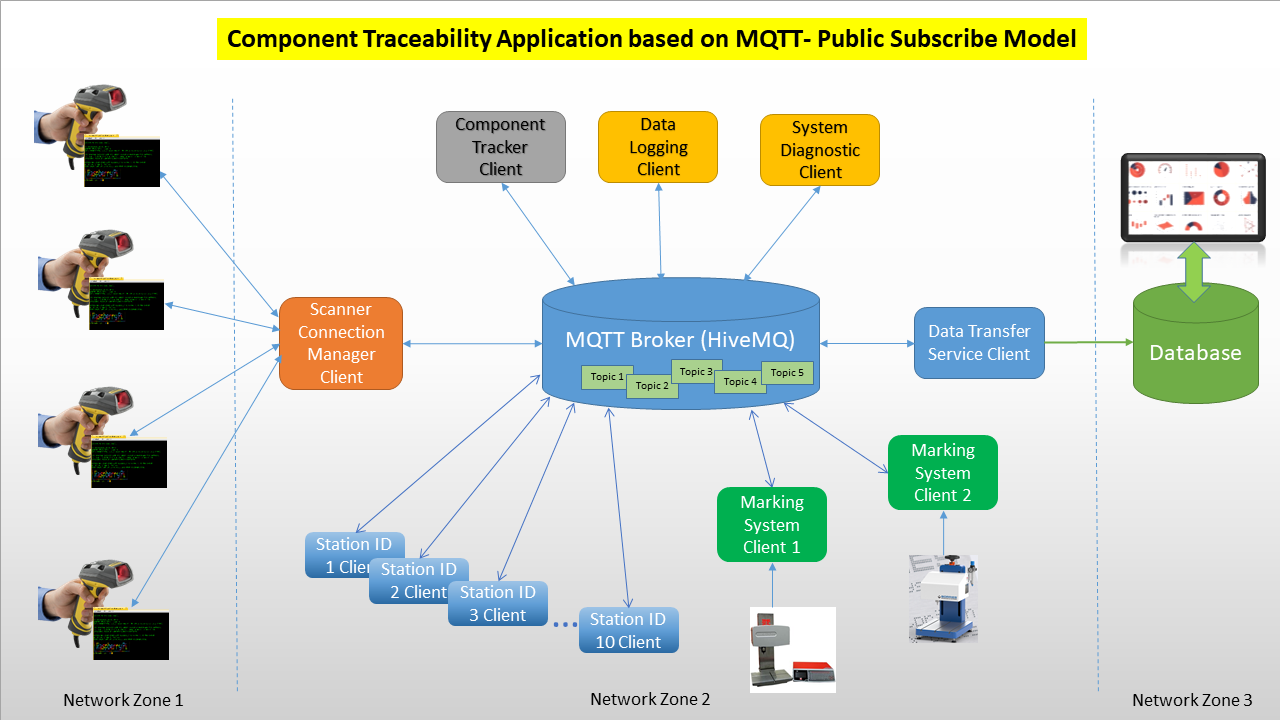 Component Traceability Application based on MQTT- Public Subscribe Model
Component
Tracker
Client
Data
Logging
Client
System
Diagnostic
Client
Scanner
Connection
Manager
Client
MQTT Broker (HiveMQ)
Topic 1
Topic 2
Topic 3
Topic 4
Topic 5
Data Transfer
Service Client
Database
Marking
System
Client 2
Marking
System
Client 1
Station ID
1 Clien
Station ID
2 Client
Station ID
3 Client
...
Station ID
10 Client
Network Zone 1
Network Zone 2
Network Zone 3